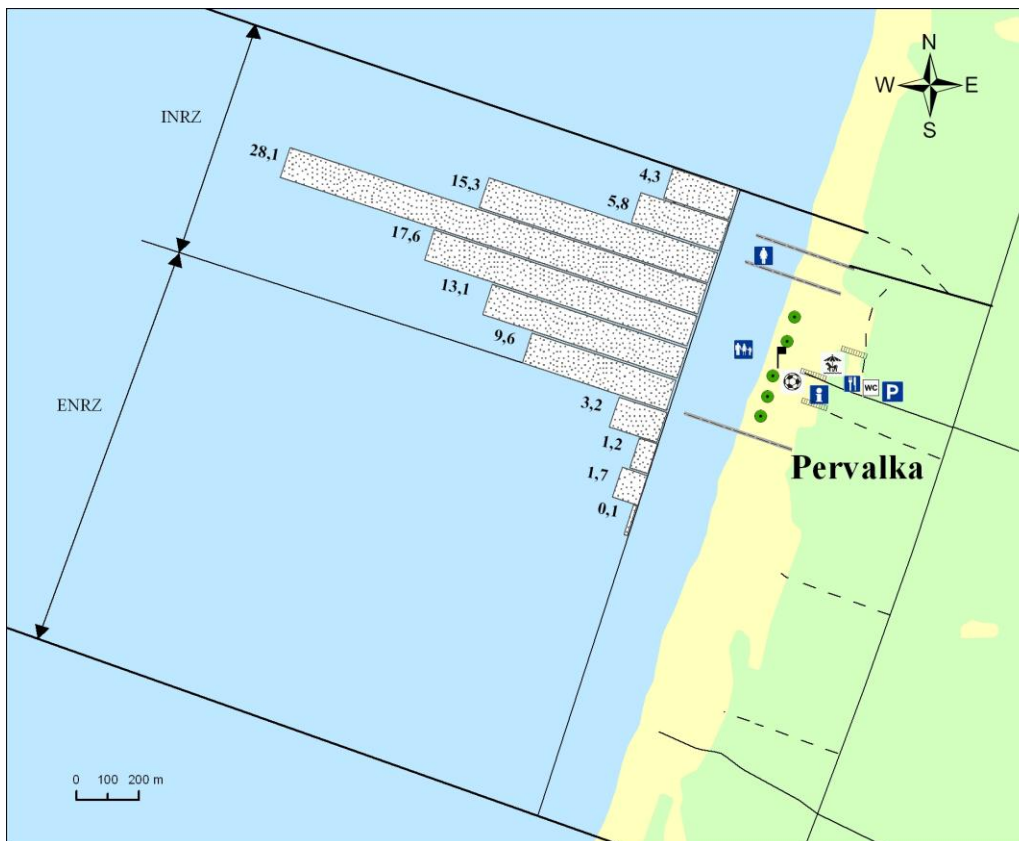 N
W E
S
INRZ
28,1
15,3
4,3
5,8
17,6
13,1
9,6
3,2
1,2
1,7
0,1
ENRZ
WC
P
i
Pervalka
0 100 200 m